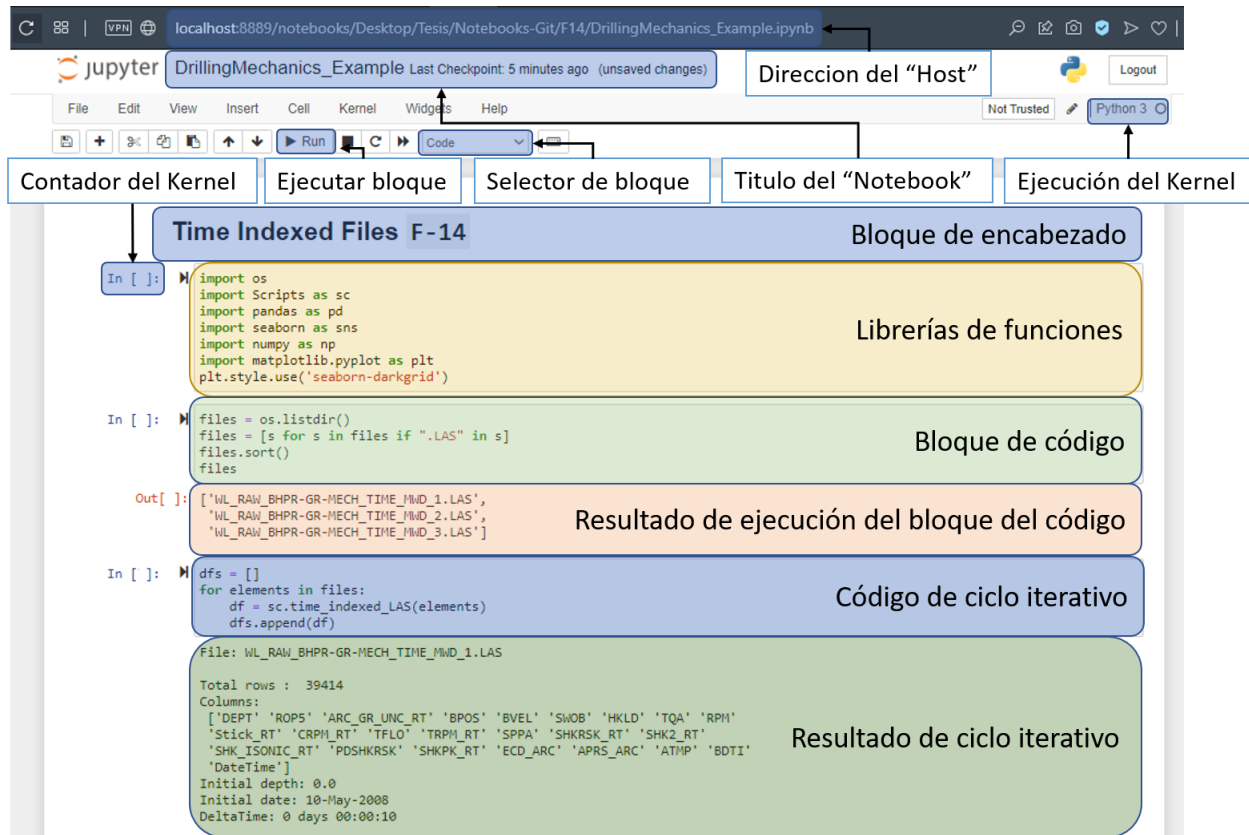 VPN localhost:8889/notebooks/Desktop/Tesis/Notebooks-Git/F14/DrillingMechanics_Example.ipynb
jupyter DrillingMechanics_Example Last Checkpoint: 5 minutes ago (unsaved changes) Direccion del “Host” Logout
File Edit View Insert Cell Kernel Widgets Help Not Trusted Python 3
Run Code
Contador del Kernel Ejecutar bloque Selector de bloque Titulo del “Notebook” Ejecución del Kernel
Time Indexed Files F-14 Bloque de encabezado
In [ ]: import os
import Scripts as sc
import pandas as pd
import seaborn as sns
Librerías de funciones
import numpy as np
import matplotlib.pyplot as plt
plt.style.use('seaborn-darkgrid')
In [ ]: files = os.listdir()
files = [s for s in files if ".LAS" in s]
Bloque de código
files.sort()
files
Out[ ]: ['WL_RAW_BHPR-GR-MECH_TIME_MWD_1.LAS',
'WL_RAW_BHPR-GR-MECH_TIME_MWD_2.LAS',
Resultado de ejecución del bloque del código
'WL_RAW_BHPR-GR-MECH_TIME_MWD_3.LAS']
In [ ]: dfs = []
for elements in files:
Código de ciclo iterativo
df = sc.time_indexed_LAS(elements)
dfs.append(df)
File: WL_RAW_BHPR-GR-MECH_TIME_MWD_1.LAS
Total rows : 39414
Columns:
['DEPT' 'ROP5' 'ARC_GR_UNC_RT' 'BPOS' 'BVEL' 'SWOB' 'HKLD' 'TQA' 'RPM'
'Stick_RT' 'CRPM_RT' 'TFLO' 'TRPM_RT' 'SPPA' 'SHKRSK_RT' 'SHK2_RT'
Resultado de ciclo iterativo
'SHK_ISONIC_RT' 'PDSHKRSK' 'SHKPK_RT' 'ECD_ARC' 'APRS_ARC' 'ATMP' 'BDTI'
'DateTime']
Initial depth: 0.0
Initial date: 10-May-2008
DeltaTime: 0 days 00:00:10